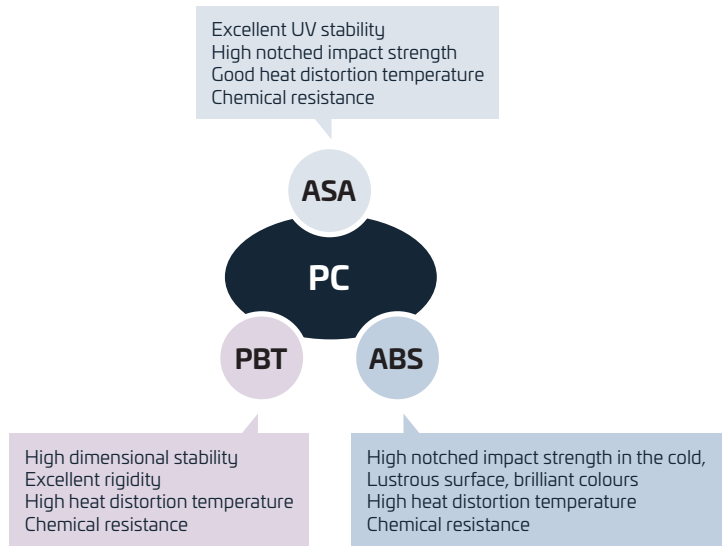 Excellent UV stability
High notched impact strength
Good heat distortion temperature
Chemical resistance
ASA
PC
PBT
ABS
High dimensional stability
Excellent rigidity
High heat distortion temperature
Chemical resistance
High notched impact strength in the cold,
Lustrous surface, brilliant colours
High heat distortion temperature
Chemical resistance